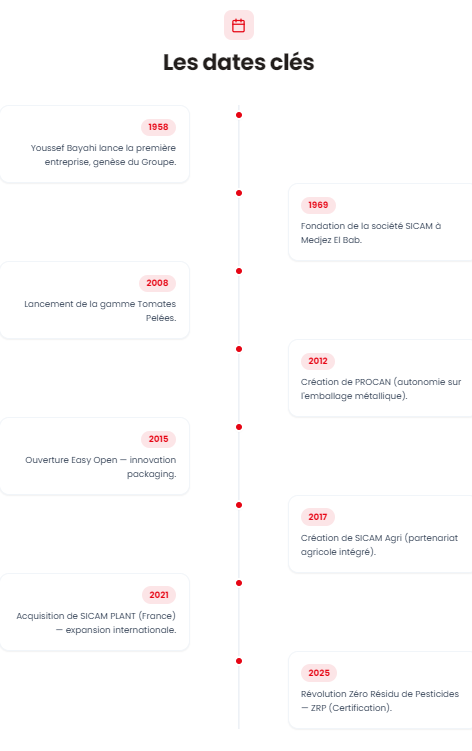 Les dates clés
1958
Youssef Bayahi lance la première
entreprise, genèse du Groupe.
1969
Fondation de la société SICAM à
Medjez El Bab.
2008
Lancement de la gamme Tomates
Pelées.
2012
Création de PROCAN (autonomie sur
l'emballage métallique).
2015
Ouverture Easy Open — innovation
packaging.
2017
Création de SICAM Agri (partenariat
agricole intégré).
2021
Acquisition de SICAM PLANT (France)
— expansion internationale.
2025
Révolution Zéro Résidu de Pesticides
— ZRP (Certification).